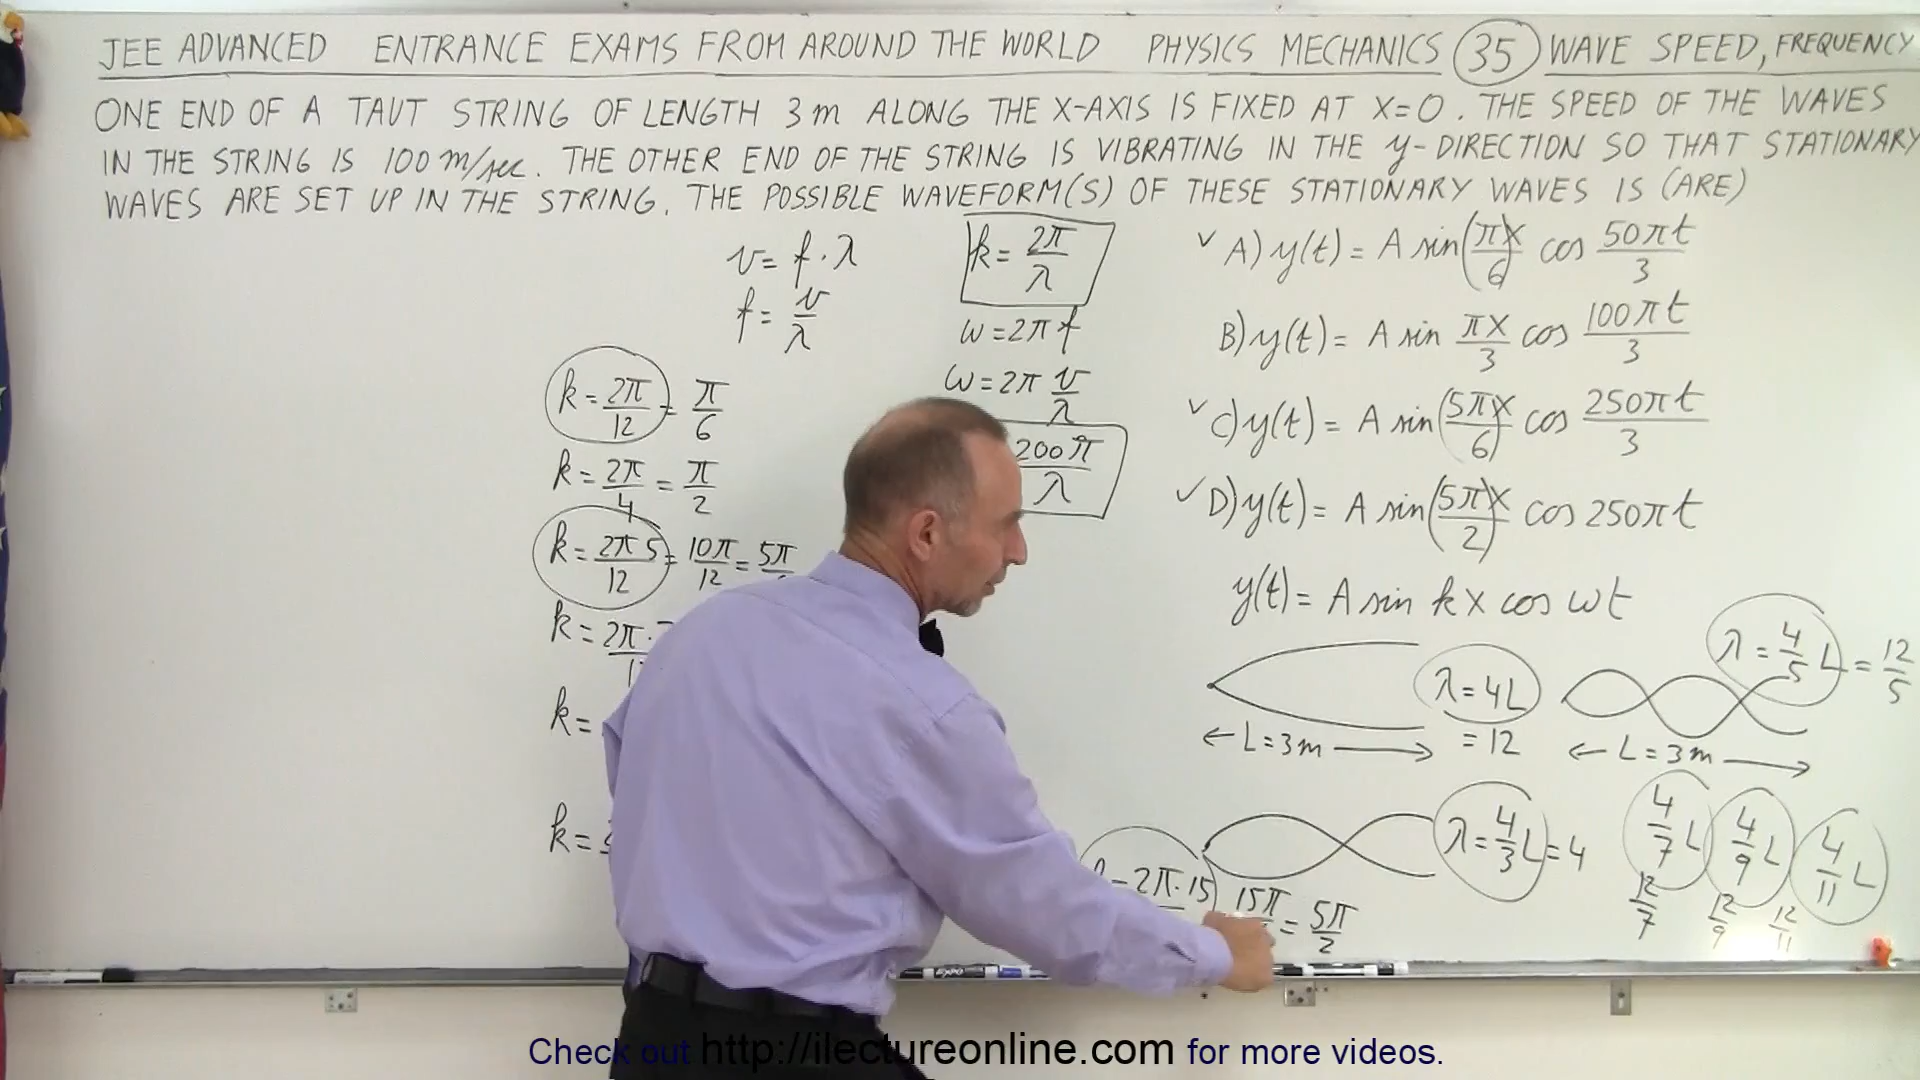 JEE ADVANCED ENTRANCE EXAMS FROM AROUND THE WORLD PHYSICS MECHANICS 35 WAVE SPEED, FREQUENCY
ONE END OF A TAUT STRING OF LENGTH 3 m ALONG THE X-AXIS IS FIXED AT X=0. THE SPEED OF THE WAVES
IN THE STRING IS 100 m/sec. THE OTHER END OF THE STRING IS VIBRATING IN THE y-DIRECTION SO THAT STATIONARY
WAVES ARE SET UP IN THE STRING. THE POSSIBLE WAVEFORM(S) OF THESE STATIONARY WAVES IS (ARE)
v = f · λ
f = v/λ
k = 2π/λ
ω = 2π f
ω = 2π v/λ
200π/λ
k = 2π/12 = π/6
k = 2π/4 = π/2
k = 2π5/12 = 10π/12 = 5π
k = 2π·
k =
k =
✓ A) y(t) = A sin(πx/6) cos 50πt/3
B) y(t) = A sin πx/3 cos 100πt/3
✓ C) y(t) = A sin(5πx/6) cos 250πt/3
✓ D) y(t) = A sin(5πx/2) cos 250πt
y(t) = A sin kx cos ωt
λ = 4L
= 12
← L = 3m →
λ = 4/5 L = 12/5
← L = 3m →
λ = 4/3 L = 4
4/7 L 4/9 L 4/11 L
12/7 12/9 12/11
= 2π·15 15π = 5π/2
EXPO
Check out http://ilectureonline.com for more videos.